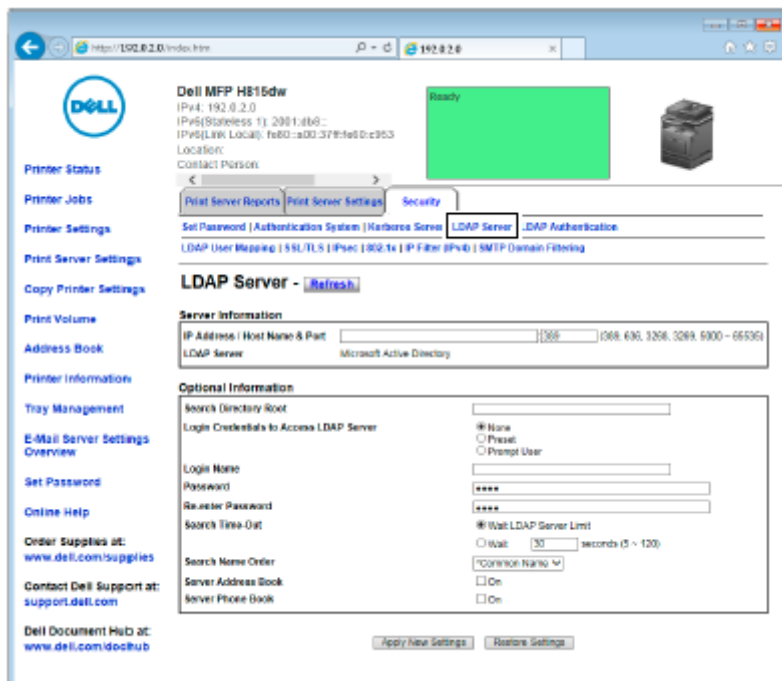 http://192.0.2.0/index.htm
192.0.2.0
DELL
Dell MFP H815dw
IPv4: 192.0.2.0
IPv6(Stateless 1): 2001:db8::
IPv6(Link Local): fe80::a00:37ff:fe60:c953
Location:
Contact Person:
Ready
Printer Status
Printer Jobs
Printer Settings
Print Server Settings
Copy Printer Settings
Print Volume
Address Book
Printer Information
Tray Management
E-Mail Server Settings
Overview
Set Password
Online Help
Order Supplies at:
www.dell.com/supplies
Contact Dell Support at:
support.dell.com
Dell Document Hub at:
www.dell.com/dochub
Print Server Reports Print Server Settings Security
Set Password | Authentication System | Kerberos Server | LDAP Server | LDAP Authentication
LDAP User Mapping | SSL/TLS | IPsec | 802.1x | IP Filter (IPv4) | SMTP Domain Filtering
LDAP Server - Refresh
Server Information
IP Address / Host Name & Port :389 (389, 636, 3268, 3269, 5000 ~ 65535)
LDAP Server Microsoft Active Directory
Optional Information
Search Directory Root
Login Credentials to Access LDAP Server None
Preset
Prompt User
Login Name
Password ••••
Re-enter Password ••••
Search Time-Out Wait LDAP Server Limit
Wait 30 seconds (5 ~ 120)
Search Name Order *Common Name
Server Address Book On
Server Phone Book On
Apply New Settings Restore Settings